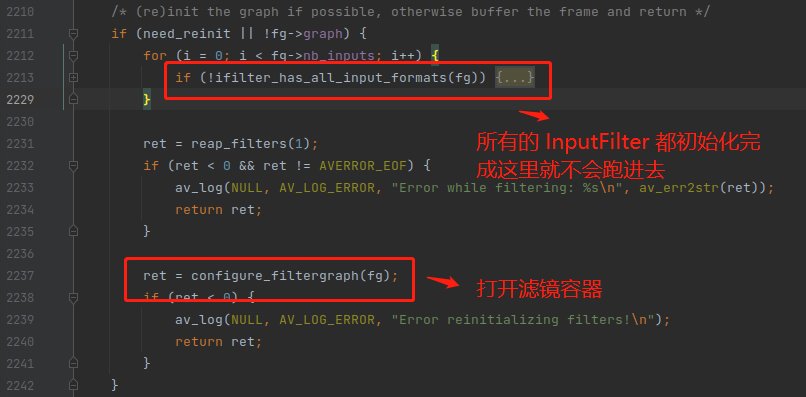 2210 /* (re)init the graph if possible, otherwise buffer the frame and return */
2211 if (need_reinit || !fg->graph) {
2212 for (i = 0; i < fg->nb_inputs; i++) {
2213 if (!ifilter_has_all_input_formats(fg)) {...}
2229 }
2230
所有的 InputFilter 都初始化完
成这里就不会跑进去
2231 ret = reap_filters(1);
2232 if (ret < 0 && ret != AVERROR_EOF) {
2233 av_log(NULL, AV_LOG_ERROR, "Error while filtering: %s\n", av_err2str(ret));
2234 return ret;
2235 }
2236
2237 ret = configure_filtergraph(fg);
打开滤镜容器
2238 if (ret < 0) {
2239 av_log(NULL, AV_LOG_ERROR, "Error reinitializing filters!\n");
2240 return ret;
2241 }
2242 }